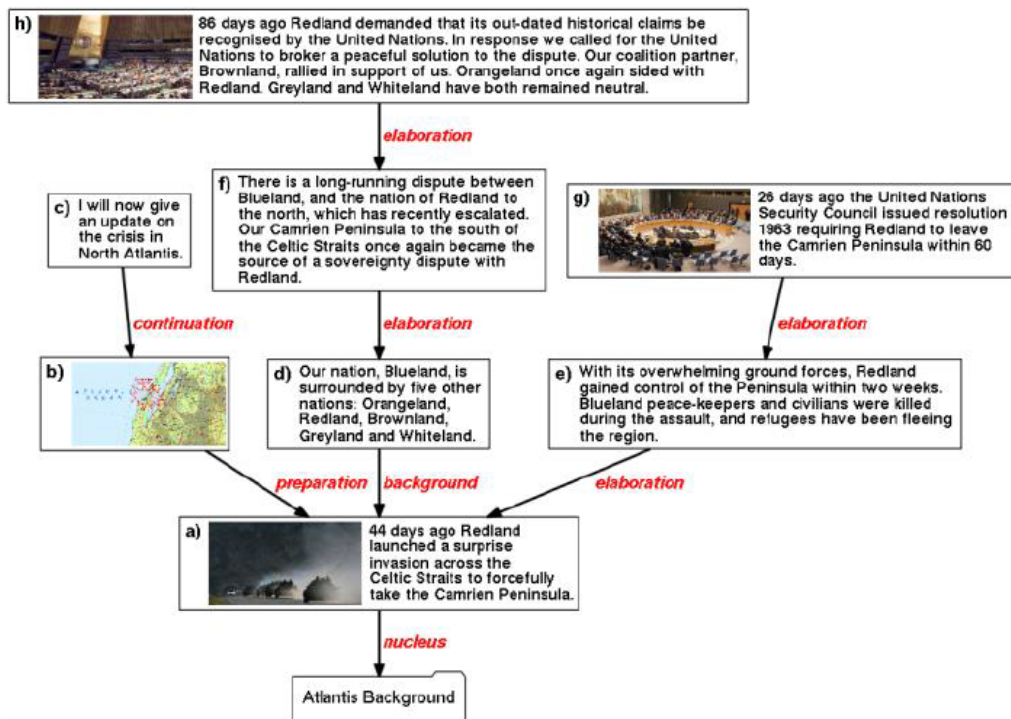 h) 86 days ago Redland demanded that its out-dated historical claims be
recognised by the United Nations. In response we called for the United
Nations to broker a peaceful solution to the dispute. Our coalition partner,
Brownland, rallied in support of us. Orangeland once again sided with
Redland. Greyland and Whiteland have both remained neutral.
elaboration
c) I will now give
an update on
the crisis in
North Atlantis.
f) There is a long-running dispute between
Blueland, and the nation of Redland to
the north, which has recently escalated.
Our Camrien Peninsula to the south of
the Celtic Straits once again became the
source of a sovereignty dispute with
Redland.
g) 26 days ago the United Nations
Security Council issued resolution
1963 requiring Redland to leave
the Camrien Peninsula within 60
days.
continuation
elaboration
elaboration
b)
d) Our nation, Blueland, is
surrounded by five other
nations: Orangeland,
Redland, Brownland,
Greyland and Whiteland.
e) With its overwhelming ground forces, Redland
gained control of the Peninsula within two weeks.
Blueland peace-keepers and civilians were killed
during the assault, and refugees have been fleeing
the region.
preparation
background
elaboration
a) 44 days ago Redland
launched a surprise
invasion across the
Celtic Straits to forcefully
take the Camrien Peninsula.
nucleus
Atlantis Background